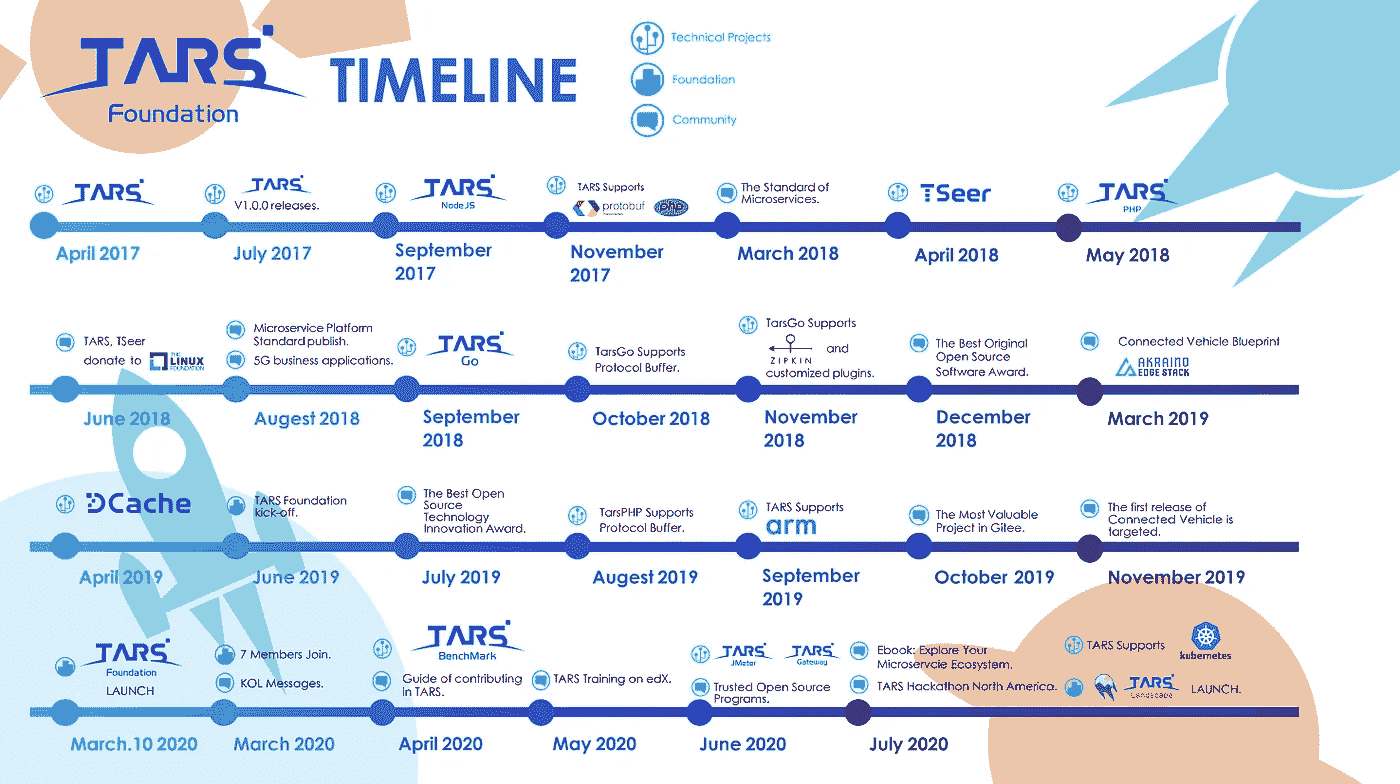 TARS
Foundation
TIMELINE
Technical Projects
Foundation
Community
TARS
TARS
V1.0.0 releases.
TARS
NodeJS
TARS Supports
protobuf
PHP
The Standard of
Microservices.
TSeer
TARS
PHP
April 2017
July 2017
September
2017
November
2017
March 2018
April 2018
May 2018
TARS, TSeer
donate to
THE
LINUX
FOUNDATION
Microservice Platform
Standard publish.
5G business applications.
TARS
Go
TarsGo Supports
Protocol Buffer.
TarsGo Supports
ZIPKIN
and
customized plugins.
The Best Original
Open Source
Software Award.
Connected Vehicle Blueprint
AKRAINO
EDGE STACK
June 2018
Augest 2018
September
2018
October 2018
November
2018
December
2018
March 2019
DCache
TARS Foundation
kick-off.
The Best Open
Source
Technology
Innovation Award.
TarsPHP Supports
Protocol Buffer.
TARS Supports
arm
The Most Valuable
Project in Gitee.
The first release of
Connected Vehicle is
targeted.
April 2019
June 2019
July 2019
Augest 2019
September
2019
October 2019
November 2019
TARS
Foundation
LAUNCH
7 Members Join.
KOL Messages.
TARS
BenchMark
Guide of contributing
in TARS.
TARS Training on edX.
TARS
JMeter
TARS
Gateway
Trusted Open Source
Programs.
Ebook: Explore Your
Microservcie Ecosystem.
TARS Hackathon North America.
TARS Supports
kubernetes
TARS
Landscape
LAUNCH.
March.10 2020
March 2020
April 2020
May 2020
June 2020
July 2020